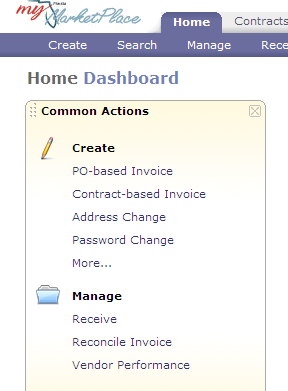 Florida
my MarketPlace
Home Contracts
Create Search Manage Rece
Home Dashboard
Common Actions
Create
PO-based Invoice
Contract-based Invoice
Address Change
Password Change
More...
Manage
Receive
Reconcile Invoice
Vendor Performance